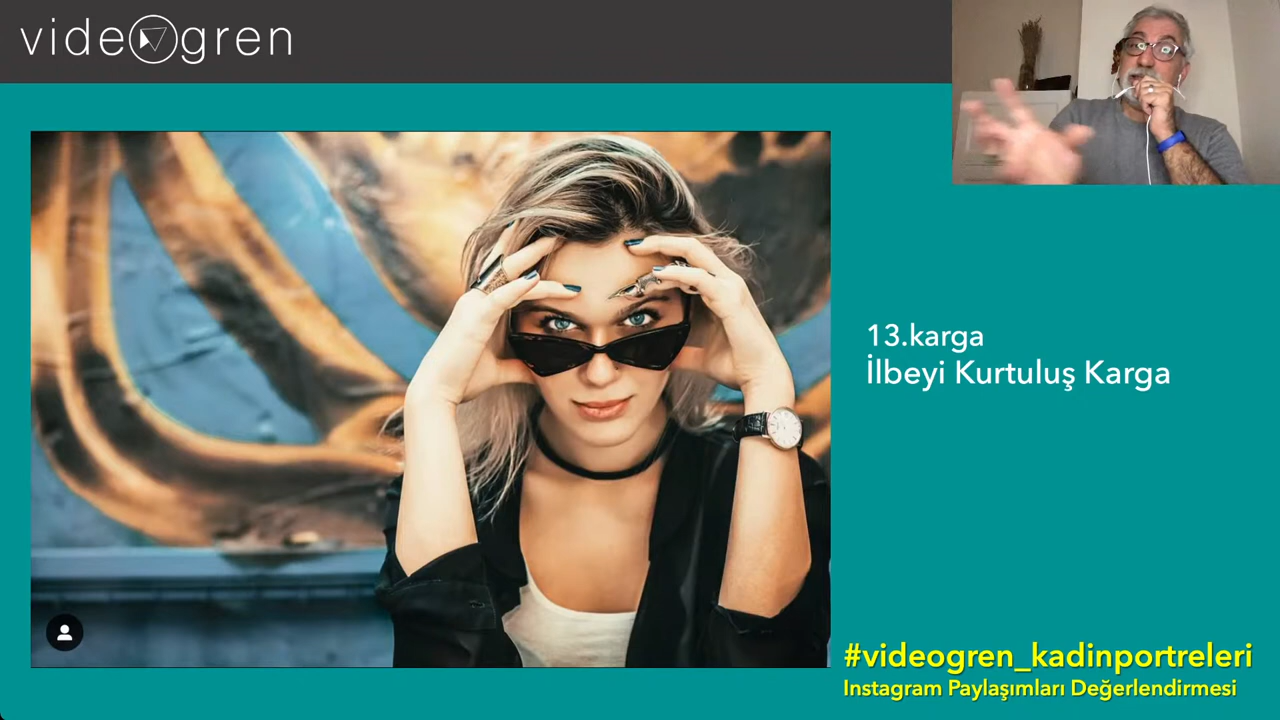 videogren
13.karga
İlbeyi Kurtuluş Karga
#videogren_kadinportreleri
Instagram Paylaşımları Değerlendirmesi